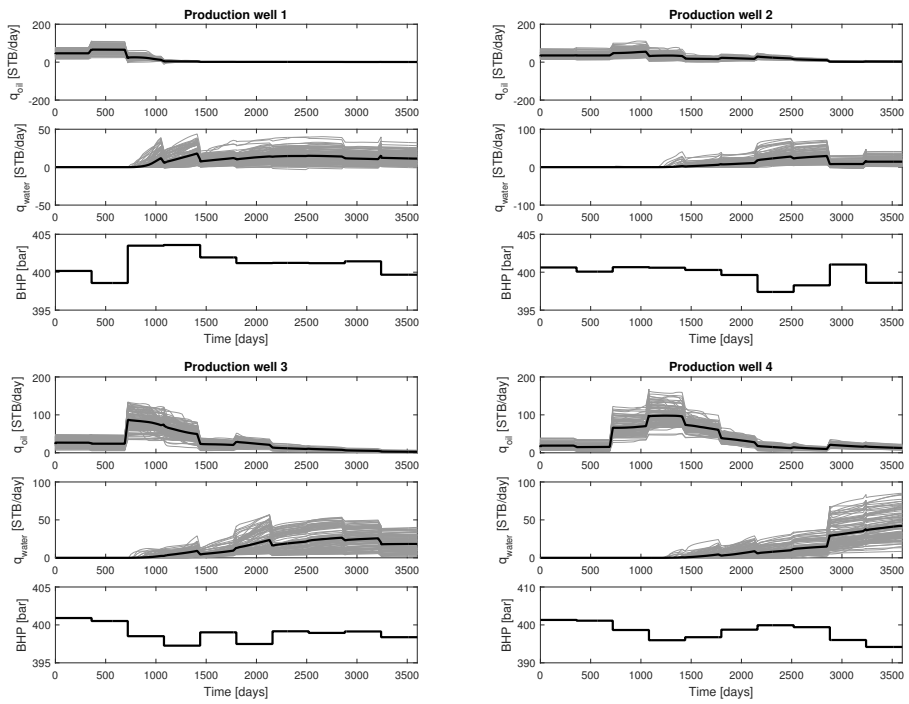 Production well 1
q_oil [STB/day]
200
0
-200
0 500 1000 1500 2000 2500 3000 3500
q_water [STB/day]
50
0
-50
0 500 1000 1500 2000 2500 3000 3500
BHP [bar]
405
400
395
0 500 1000 1500 2000 2500 3000 3500
Time [days]
Production well 2
q_oil [STB/day]
200
0
-200
0 500 1000 1500 2000 2500 3000 3500
q_water [STB/day]
100
0
-100
0 500 1000 1500 2000 2500 3000 3500
BHP [bar]
405
400
395
0 500 1000 1500 2000 2500 3000 3500
Time [days]
Production well 3
q_oil [STB/day]
200
100
0
0 500 1000 1500 2000 2500 3000 3500
q_water [STB/day]
100
50
0
0 500 1000 1500 2000 2500 3000 3500
BHP [bar]
405
400
395
0 500 1000 1500 2000 2500 3000 3500
Time [days]
Production well 4
q_oil [STB/day]
200
100
0
0 500 1000 1500 2000 2500 3000 3500
q_water [STB/day]
100
50
0
0 500 1000 1500 2000 2500 3000 3500
BHP [bar]
410
400
390
0 500 1000 1500 2000 2500 3000 3500
Time [days]